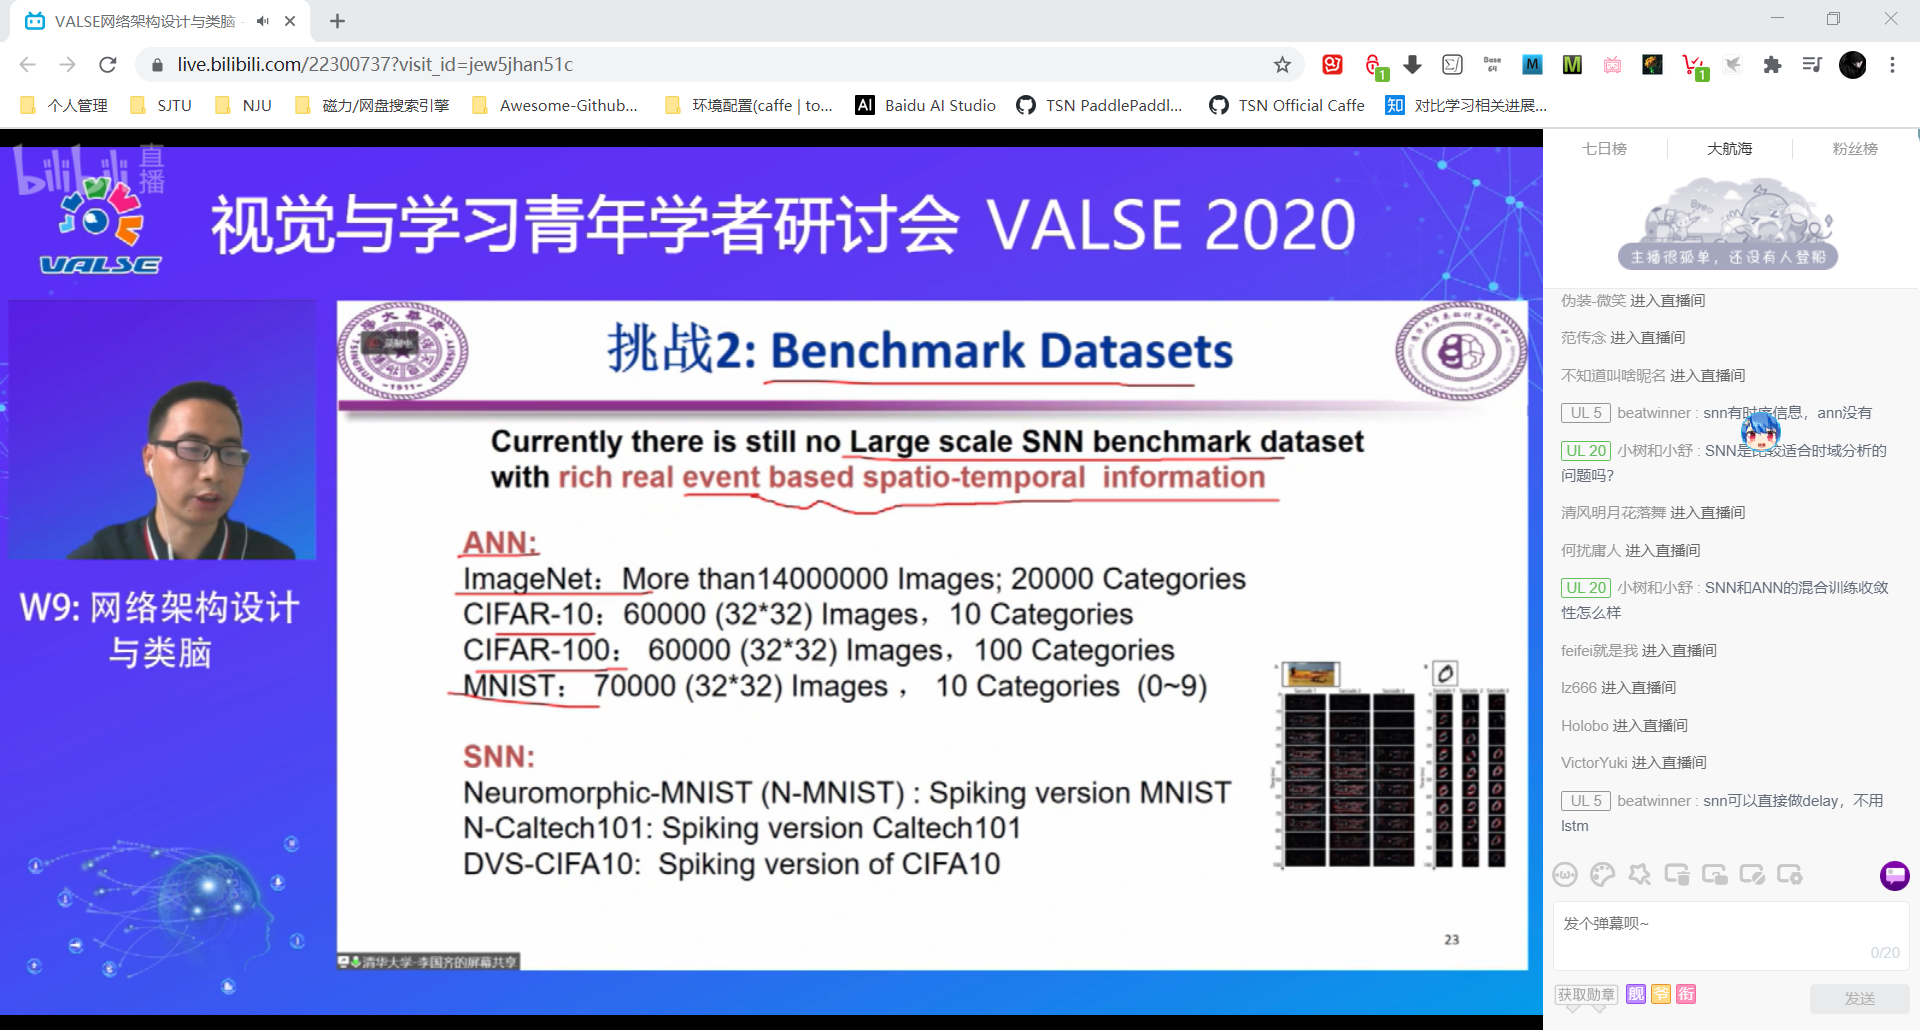 VALSE网络架构设计与类脑
live.bilibili.com/22300737?visit_id=jew5jhan51c
1
Base 64
M
M
1
个人管理
SJTU
NJU
磁力/网盘搜索引擎
Awesome-Github...
环境配置(caffe | to...
AI
Baidu AI Studio
TSN PaddlePaddl...
TSN Official Caffe
知
对比学习相关进展...
bilibili 直播
VALSE
视觉与学习青年学者研讨会 VALSE 2020
W9: 网络架构设计
与类脑
挑战2: Benchmark Datasets
Currently there is still no Large scale SNN benchmark dataset
with rich real event based spatio-temporal information
ANN:
ImageNet：More than14000000 Images; 20000 Categories
CIFAR-10：60000 (32*32) Images，10 Categories
CIFAR-100： 60000 (32*32) Images，100 Categories
MNIST： 70000 (32*32) Images ， 10 Categories (0~9)
SNN:
Neuromorphic-MNIST (N-MNIST) : Spiking version MNIST
N-Caltech101: Spiking version Caltech101
DVS-CIFA10: Spiking version of CIFA10
23
清华大学-李国齐的屏幕共享
七日榜
大航海
粉丝榜
主播很孤单，还没有人登船
伪装-微笑 进入直播间
范传念 进入直播间
不知道叫啥昵名 进入直播间
UL 5 beatwinner : snn有时序信息，ann没有
UL 20 小树和小舒 : SNN是比较适合时域分析的
问题吗?
清风明月花落舞 进入直播间
何扰庸人 进入直播间
UL 20 小树和小舒 : SNN和ANN的混合训练收敛
性怎么样
feifei就是我 进入直播间
lz666 进入直播间
Holobo 进入直播间
VictorYuki 进入直播间
UL 5 beatwinner : snn可以直接做delay，不用
lstm
发个弹幕呗~
0/20
获取勋章
舰
爷
衔
发送